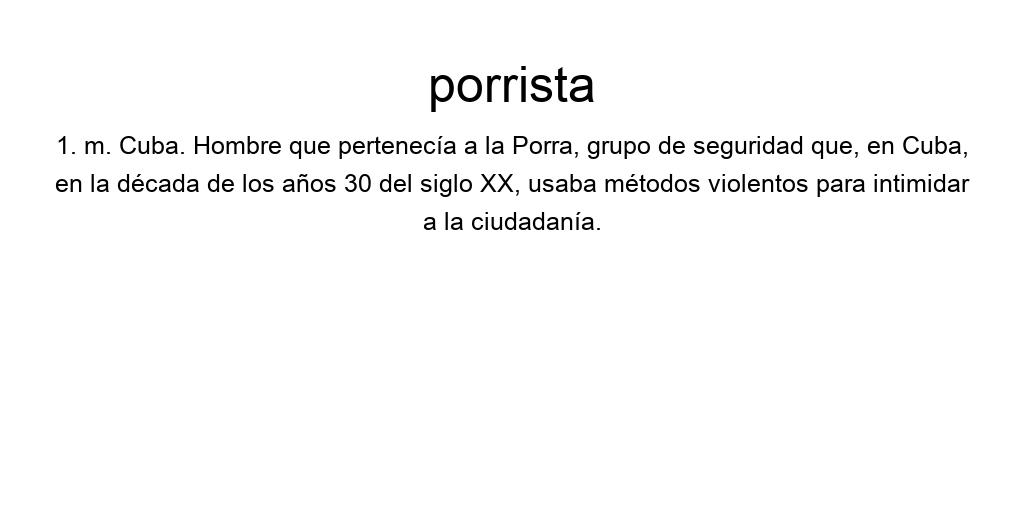 porrista
1. m. Cuba. Hombre que pertenecía a la Porra, grupo de seguridad que, en Cuba,
en la década de los años 30 del siglo XX, usaba métodos violentos para intimidar
a la ciudadanía.